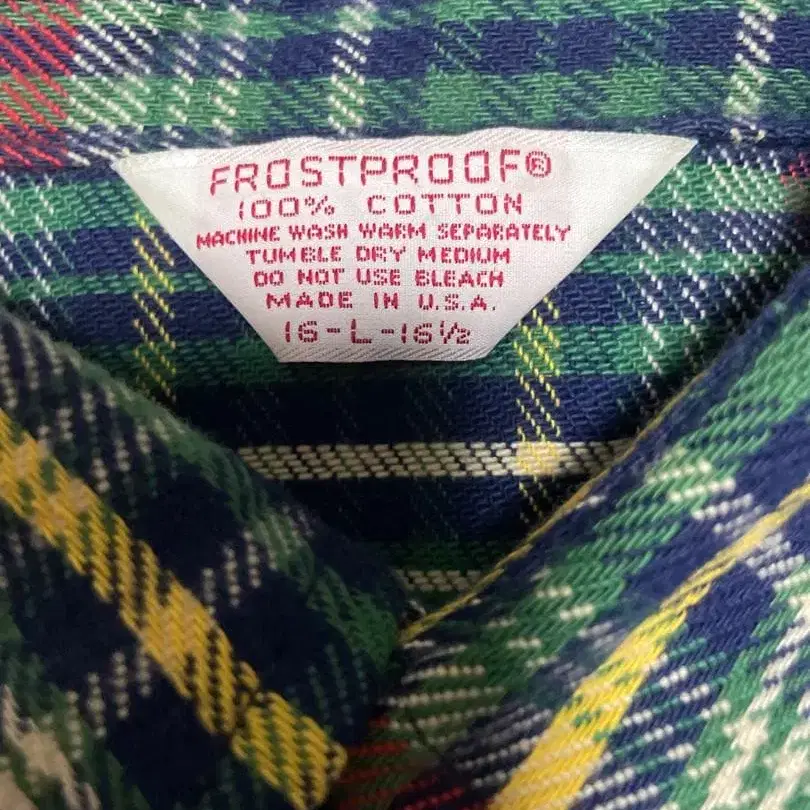 FROSTPROOF®
100% COTTON
MACHINE WASH WARM SEPARATELY
TUMBLE DRY MEDIUM
DO NOT USE BLEACH
MADE IN U.S.A.
16-L-16½